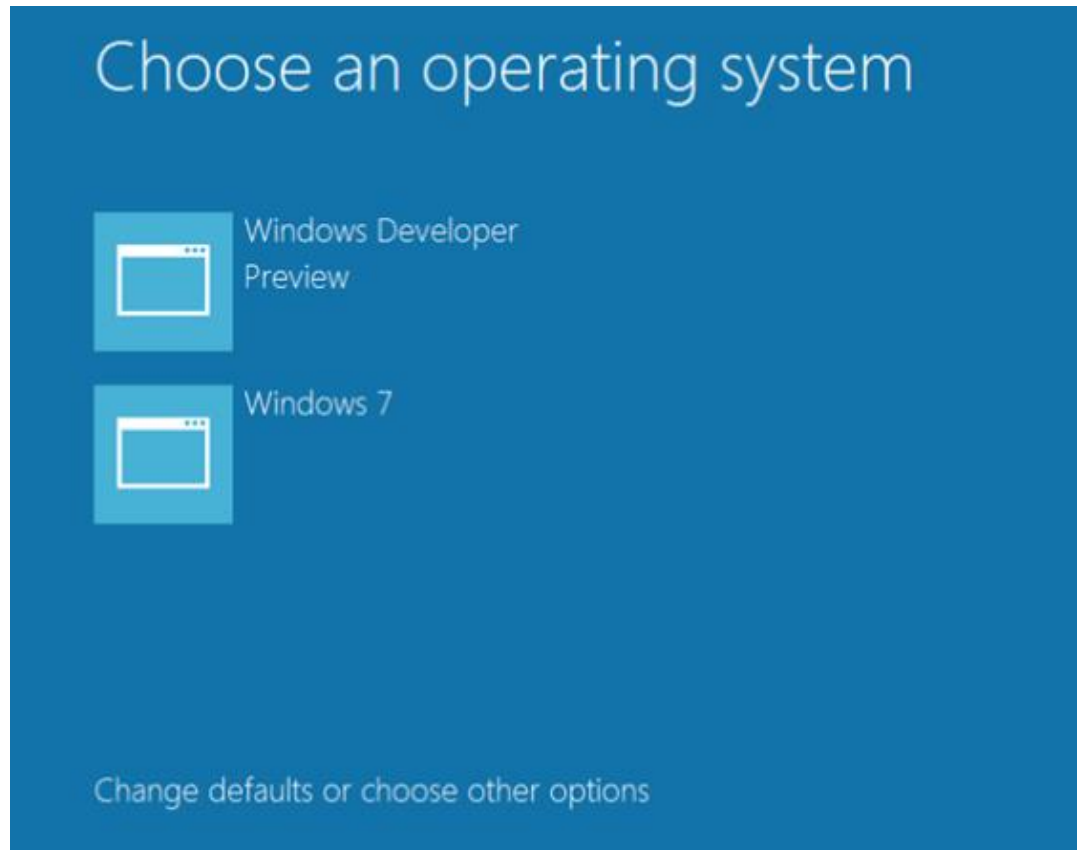 Choose an operating system
Windows Developer
Preview
Windows 7
Change defaults or choose other options